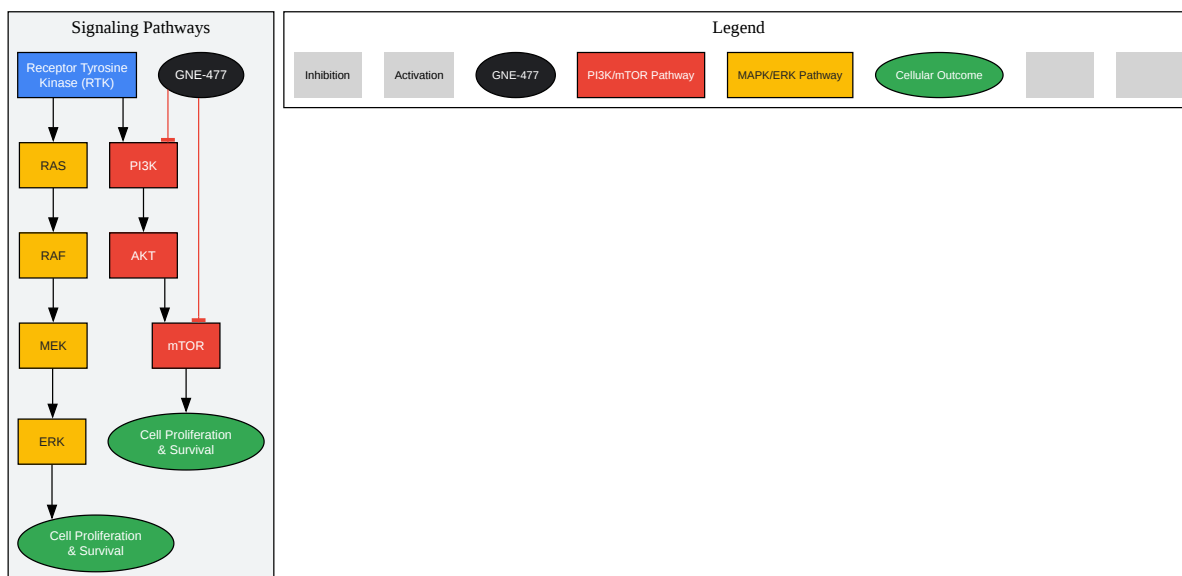 Signaling Pathways
Receptor Tyrosine
Kinase (RTK)
GNE-477
RAS
PI3K
RAF
AKT
MEK
mTOR
ERK
Cell Proliferation
& Survival
Cell Proliferation
& Survival
Legend
Inhibition
Activation
GNE-477
PI3K/mTOR Pathway
MAPK/ERK Pathway
Cellular Outcome